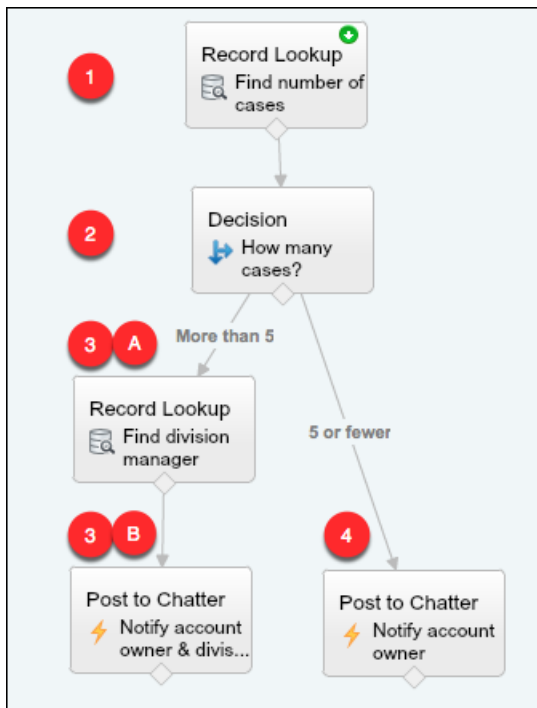 1
Record Lookup
Find number of
cases
2
Decision
How many
cases?
3 A
More than 5
Record Lookup
Find division
manager
5 or fewer
3 B
Post to Chatter
Notify account
owner & divis...
4
Post to Chatter
Notify account
owner